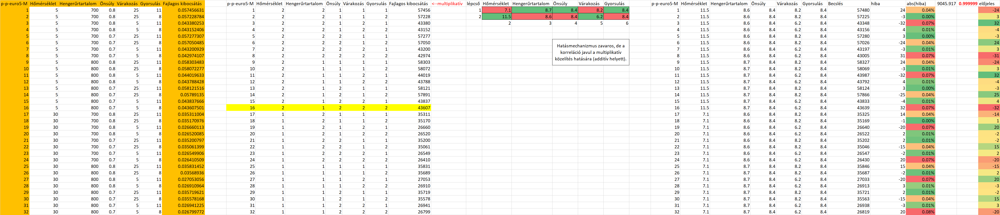 p-p-euro5-M Hőmérséklet Hengerűrtartalom Önsúly Várakozás Gyorsulás Fajlagos kibocsátás p-p-euro5-M Hőmérséklet Hengerűrtartalom Önsúly Várakozás Gyorsulás Fajlagos kibocsátás <--multiplikatív lépcső Hőmérséklet Hengerűrtartalom Önsúly Várakozás Gyorsulás p-p-euro5-M Hőmérséklet Hengerűrtartalom Önsúly Várakozás Gyorsulás Becslés hiba abs(hiba) 9045.917 0.999999 előjeles
1 5 700 0.8 25 11 0.057456631 1 2 2 1 1 1 57456 1 7.1 8.7 8.4 8.2 8.4 1 11.5 8.6 8.4 8.2 8.4 57480 24 0.04% -24
2 5 700 0.8 25 8 0.057228784 2 2 2 1 1 2 57228 2 11.5 8.6 8.4 6.2 8.4 2 11.5 8.6 8.4 8.2 8.4 57225 -3 0.00% 3
3 5 700 0.8 5 11 0.043380253 3 2 2 1 2 1 43380 2 3 4 5 6 3 11.5 8.6 8.4 6.2 8.4 43348 -32 0.07% 32
4 5 700 0.8 5 8 0.043152406 4 2 2 1 2 2 43152 4 11.5 8.6 8.4 6.2 8.4 43156 4 0.01% -4
5 5 700 0.7 25 11 0.057277307 5 2 2 2 1 1 57277 5 11.5 8.6 8.4 8.2 8.4 57280 3 0.00% -3
6 5 700 0.7 25 8 0.057050485 6 2 2 2 1 2 57050 6 11.5 8.6 8.4 8.2 8.4 57026 -24 0.04% 24
7 5 700 0.7 5 11 0.043200929 7 2 2 2 2 1 43200 Hatásmechanizmus zavaros, de a 7 11.5 8.6 8.4 6.2 8.4 43197 -3 0.01% 3
8 5 700 0.7 5 8 0.042974107 8 2 2 2 2 2 42974 korreláció javul a multiplikatív 8 11.5 8.6 8.4 6.2 8.4 43005 31 0.07% -31
9 5 800 0.8 25 11 0.058303483 9 2 1 1 1 1 58303 közelítés hatására (additív helyett). 9 11.5 8.7 8.4 8.2 8.4 58327 24 0.04% -24
10 5 800 0.8 25 8 0.058072277 10 2 1 1 1 2 58072 10 11.5 8.7 8.4 8.2 8.4 58069 -3 0.01% 3
11 5 800 0.8 5 11 0.044019633 11 2 1 1 2 1 44019 11 11.5 8.7 8.4 6.2 8.4 43987 -32 0.07% 32
12 5 800 0.8 5 8 0.043788428 12 2 1 1 2 2 43788 12 11.5 8.7 8.4 6.2 8.4 43792 4 0.01% -4
13 5 800 0.7 25 11 0.058121516 13 2 1 2 1 1 58121 13 11.5 8.7 8.4 8.2 8.4 58124 3 0.00% -3
14 5 800 0.7 25 8 0.05789135 14 2 1 2 1 2 57891 14 11.5 8.7 8.4 8.2 8.4 57866 -25 0.04% 25
15 5 800 0.7 5 11 0.043837666 15 2 1 2 2 1 43837 15 11.5 8.7 8.4 6.2 8.4 43833 -4 0.01% 4
16 5 800 0.7 5 8 0.043607501 16 2 1 2 2 2 43607 16 11.5 8.7 8.4 6.2 8.4 43639 32 0.07% -32
17 30 700 0.8 25 11 0.035311004 17 1 2 1 1 1 35311 17 7.1 8.6 8.4 8.2 8.4 35325 14 0.04% -14
18 30 700 0.8 25 8 0.035170976 18 1 2 1 1 2 35170 18 7.1 8.6 8.4 8.2 8.4 35169 -1 0.00% 1
19 30 700 0.8 5 11 0.026660113 19 1 2 1 2 1 26660 19 7.1 8.6 8.4 6.2 8.4 26640 -20 0.07% 20
20 30 700 0.8 5 8 0.026520085 20 1 2 1 2 2 26520 20 7.1 8.6 8.4 6.2 8.4 26522 2 0.01% -2
21 30 700 0.7 25 11 0.035200797 21 1 2 2 1 1 35200 21 7.1 8.6 8.4 8.2 8.4 35202 2 0.01% -2
22 30 700 0.7 25 8 0.035061399 22 1 2 2 1 2 35061 22 7.1 8.6 8.4 8.2 8.4 35046 -15 0.04% 15
23 30 700 0.7 5 11 0.026549906 23 1 2 2 2 1 26549 23 7.1 8.6 8.4 6.2 8.4 26547 -2 0.01% 2
24 30 700 0.7 5 8 0.026410509 24 1 2 2 2 2 26410 24 7.1 8.6 8.4 6.2 8.4 26430 20 0.07% -20
25 30 800 0.8 25 11 0.035831452 25 1 1 1 1 1 35831 25 7.1 8.7 8.4 8.2 8.4 35846 15 0.04% -15
26 30 800 0.8 25 8 0.03568936 26 1 1 1 1 2 35689 26 7.1 8.7 8.4 8.2 8.4 35687 -2 0.01% 2
27 30 800 0.8 5 11 0.027053056 27 1 1 1 2 1 27053 27 7.1 8.7 8.4 6.2 8.4 27033 -20 0.07% 20
28 30 800 0.8 5 8 0.026910964 28 1 1 1 2 2 26910 28 7.1 8.7 8.4 6.2 8.4 26913 3 0.01% -3
29 30 800 0.7 25 11 0.035719621 29 1 1 2 1 1 35719 29 7.1 8.7 8.4 8.2 8.4 35721 2 0.01% -2
30 30 800 0.7 25 8 0.035578168 30 1 1 2 1 2 35578 30 7.1 8.7 8.4 8.2 8.4 35563 -15 0.04% 15
31 30 800 0.7 5 11 0.026941225 31 1 1 2 2 1 26941 31 7.1 8.7 8.4 6.2 8.4 26938 -3 0.01% 3
32 30 800 0.7 5 8 0.026799772 32 1 1 2 2 2 26799 32 7.1 8.7 8.4 6.2 8.4 26819 20 0.08% -20